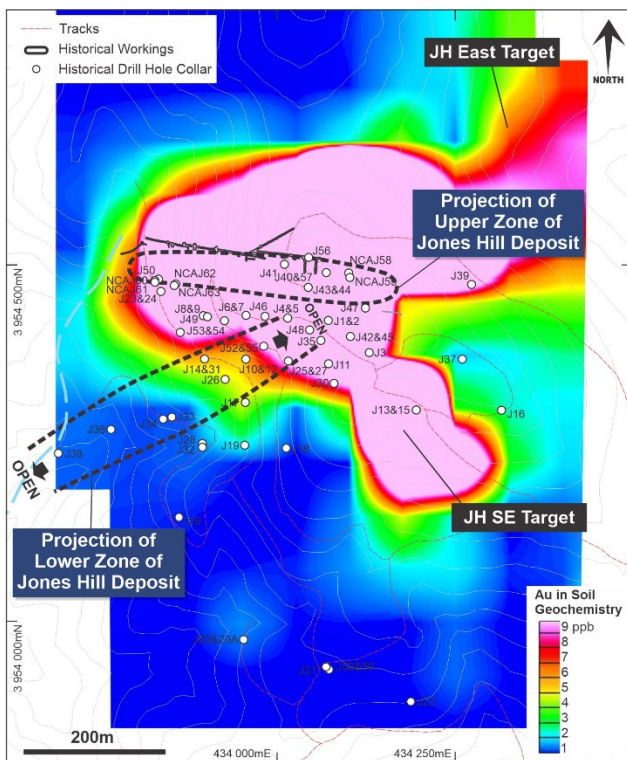 Tracks
Historical Workings
Historical Drill Hole Collar
JH East Target
NORTH
Projection of
Upper Zone of
Jones Hill Deposit
J56
NCAJ58
J50
NCAJ62
J41
J40&57
J39
NCAJ61
NCAJ63
J43&44
J23&24
J47
J8&9
J6&7
J46
J4&5
OPEN
J1&2
J49
J48
J53&54
J35
J42&45
J52&55
J3
J37
J14&31
J10&12
J25&27
J11
J26
J30
J13&15
J16
J34
J33
J36
J28
J32
J19
J18
J38
OPEN
JH SE Target
Projection of
Lower Zone of
Jones Hill Deposit
Au in Soil
Geochemistry
9 ppb
8
7
6
5
4
3
2
1
3 954 500mN
3 954 000mN
200m
434 000mE
434 250mE